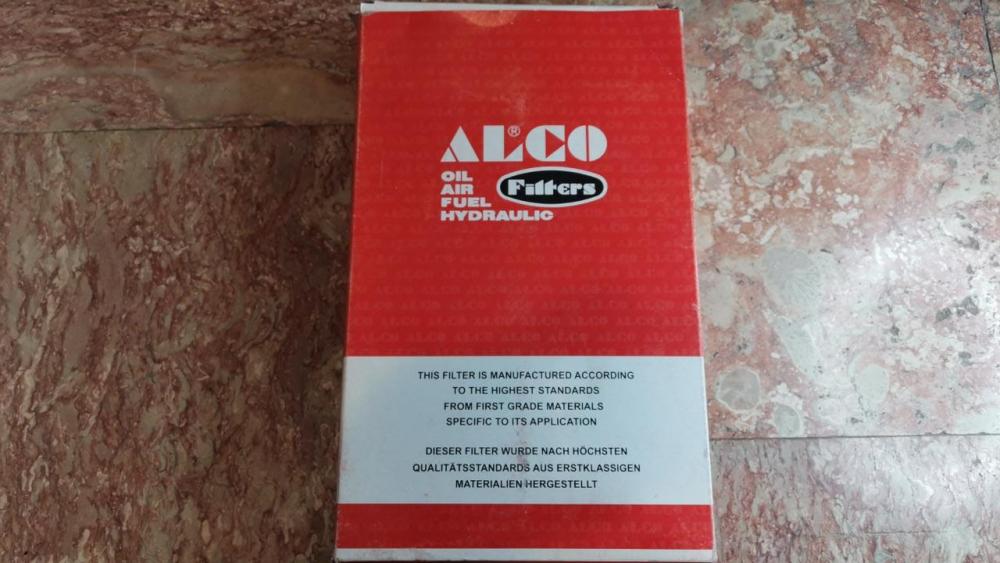 ALCO®
OIL
AIR
FUEL
HYDRAULIC
Filters
THIS FILTER IS MANUFACTURED ACCORDING
TO THE HIGHEST STANDARDS
FROM FIRST GRADE MATERIALS
SPECIFIC TO ITS APPLICATION
DIESER FILTER WURDE NACH HÖCHSTEN
QUALITÄTSSTANDARDS AUS ERSTKLASSIGEN
MATERIALIEN HERGESTELLT